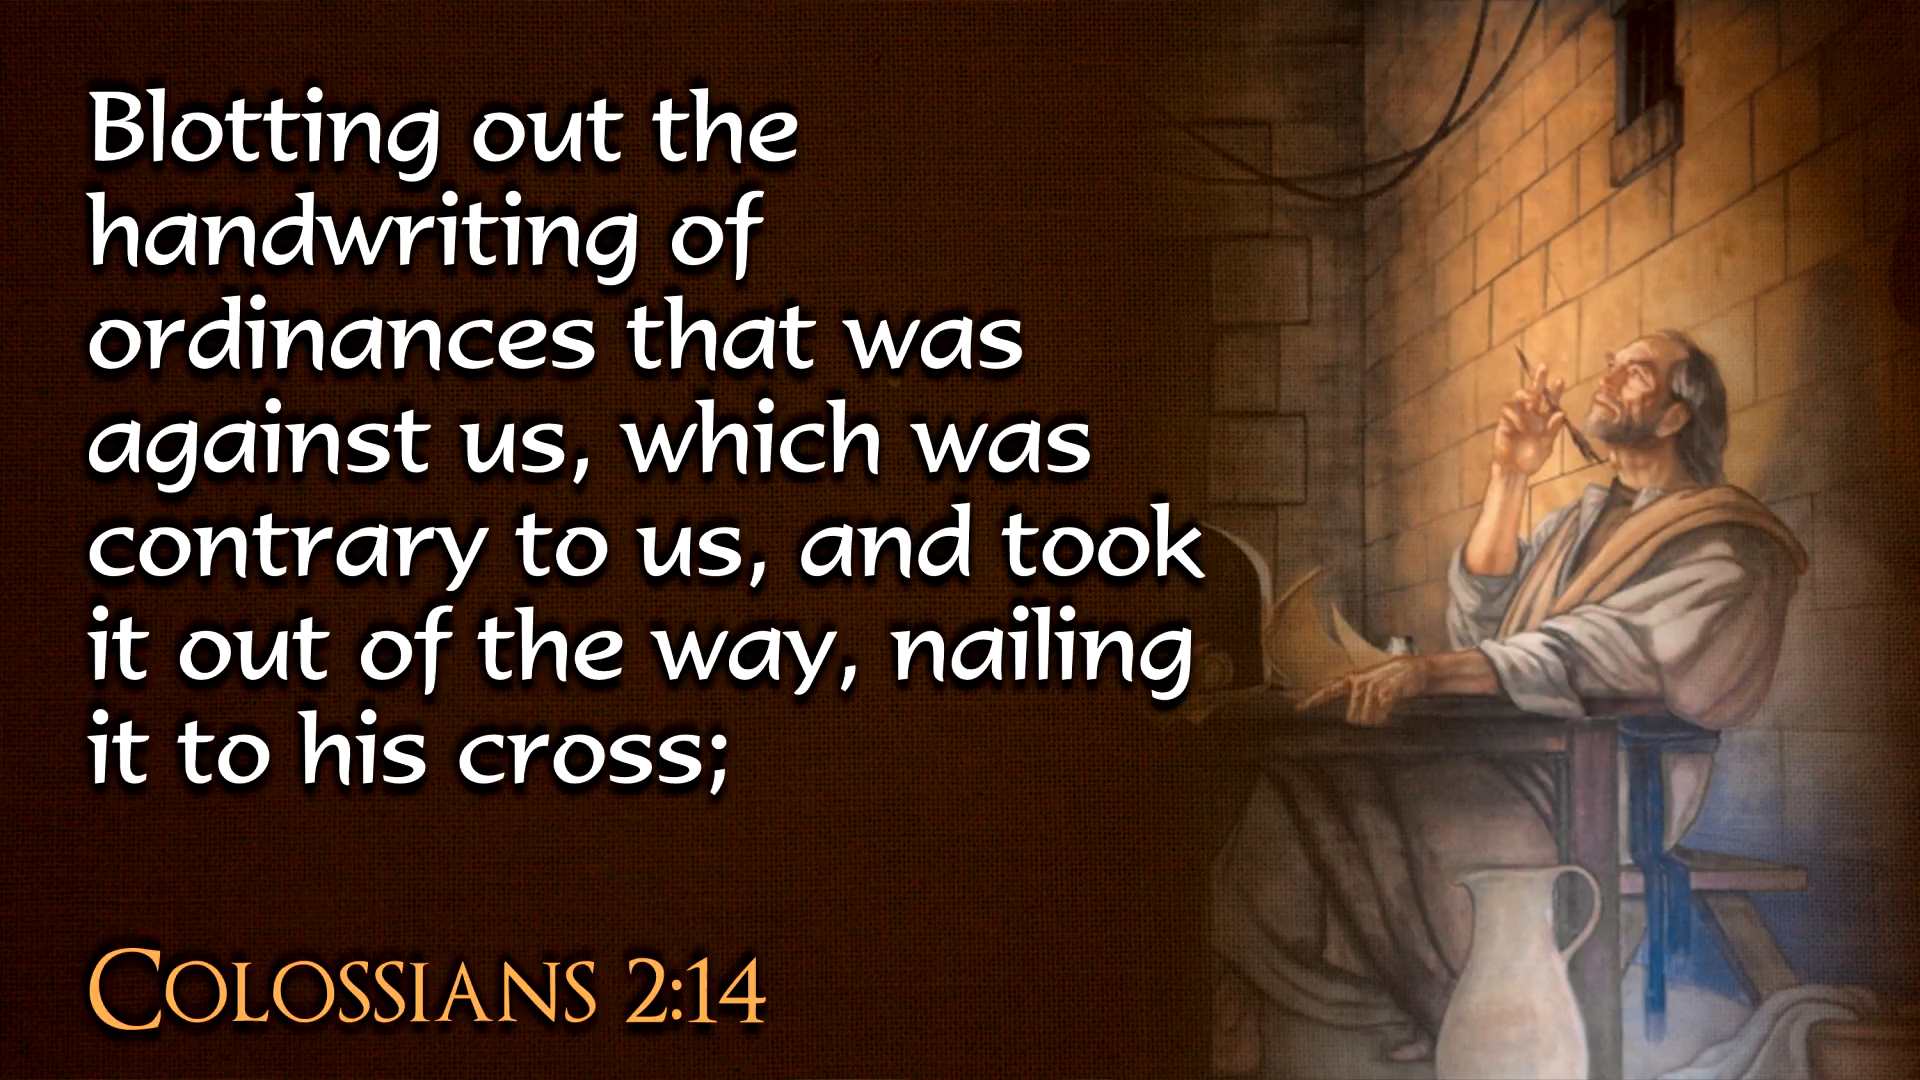 Blotting out the
handwriting of
ordinances that was
against us, which was
contrary to us, and took
it out of the way, nailing
it to his cross;
Colossians 2:14